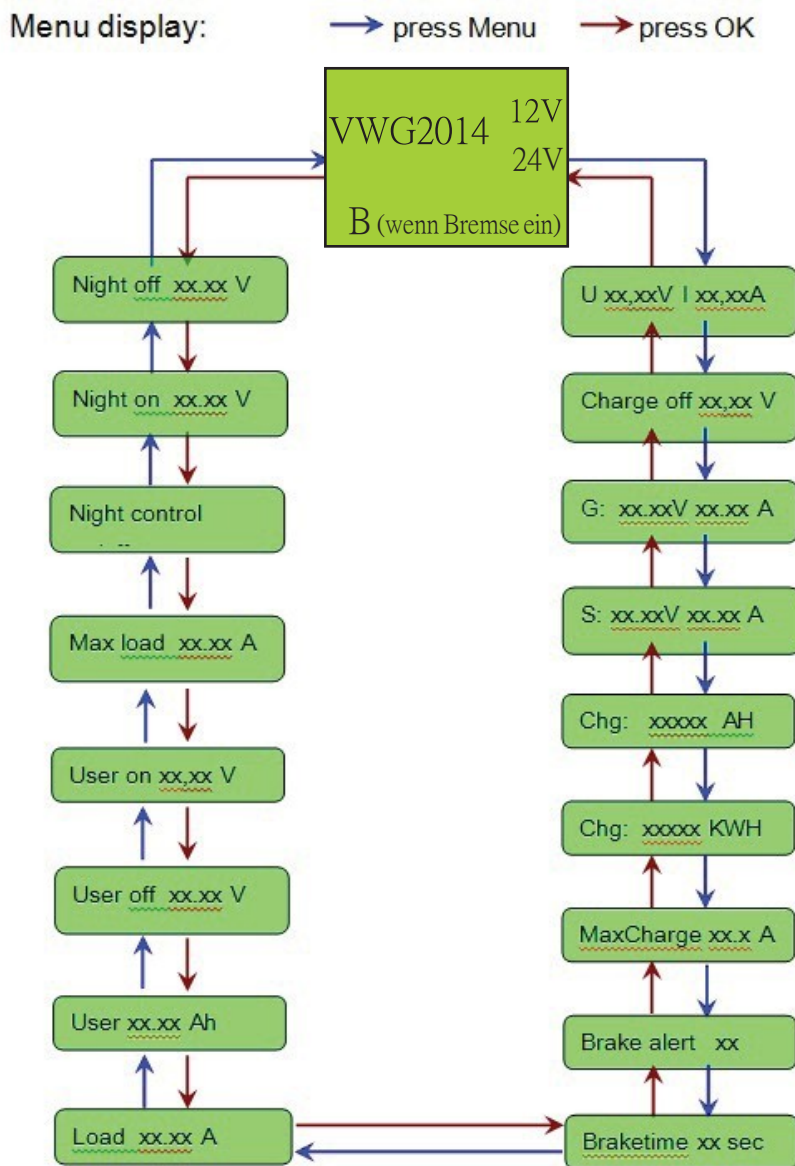 Menu display:
press Menu
press OK
VWG2014
12V
24V
B (wenn Bremse ein)
Night off xx.xx V
Night on xx.xx V
Night control
Max load xx.xx A
User on xx,xx V
User off xx.xx V
User xx.xx Ah
Load xx.xx A
U xx,xxV I xx,xxA
Charge off xx,xx V
G: xx.xxV xx.xx A
S: xx.xxV xx.xx A
Chg: xxxxx AH
Chg: xxxxx KWH
MaxCharge xx.x A
Brake alert xx
Braketime xx sec